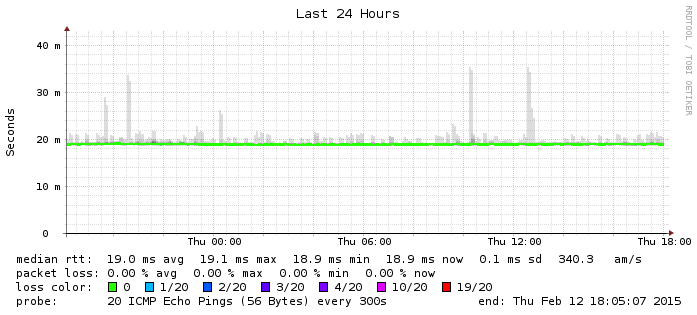 Last 24 Hours
RRDTOOL / TOBI OETIKER
Seconds
40 m
30 m
20 m
10 m
0
Thu 00:00 Thu 06:00 Thu 12:00 Thu 18:00
median rtt: 19.0 ms avg 19.1 ms max 18.9 ms min 18.9 ms now 0.1 ms sd 340.3 am/s
packet loss: 0.00 % avg 0.00 % max 0.00 % min 0.00 % now
loss color: 0 1/20 2/20 3/20 4/20 10/20 19/20
probe: 20 ICMP Echo Pings (56 Bytes) every 300s end: Thu Feb 12 18:05:07 2015